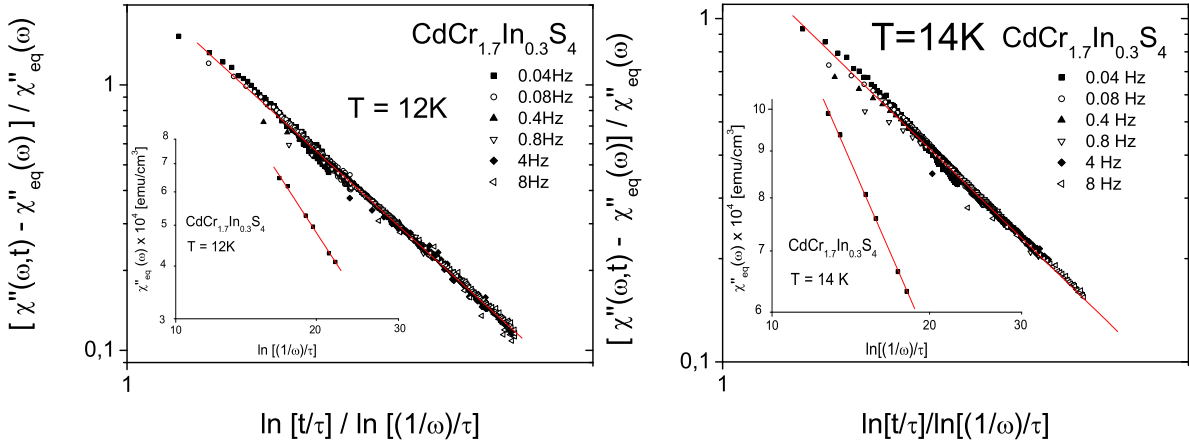 [ χ"(ω,t) - χ"eq(ω) ] / χ"eq(ω)
1
0,1
CdCr1.7In0.3S4
0.04Hz
0.08Hz
0.4Hz
0.8Hz
4Hz
8Hz
T = 12K
χ"eq(ω) x 10^4 [emu/cm^3]
8
7
6
5
4
3
CdCr1.7In0.3S4
T = 12K
10
20
30
ln [(1/ω)/τ]
1
ln [t/τ] / ln [(1/ω)/τ]
[ χ"(ω,t) - χ"eq(ω)] / χ"eq(ω)
1
0,1
T=14K CdCr1.7In0.3S4
0.04 Hz
0.08 Hz
0.4 Hz
0.8 Hz
4 Hz
8 Hz
χ"eq(ω) x 10^4 [emu/cm^3]
10
9
8
7
6
CdCr1.7In0.3S4
T = 14 K
10
20
30
ln[(1/ω)/τ]
1
ln[t/τ]/ln[(1/ω)/τ]